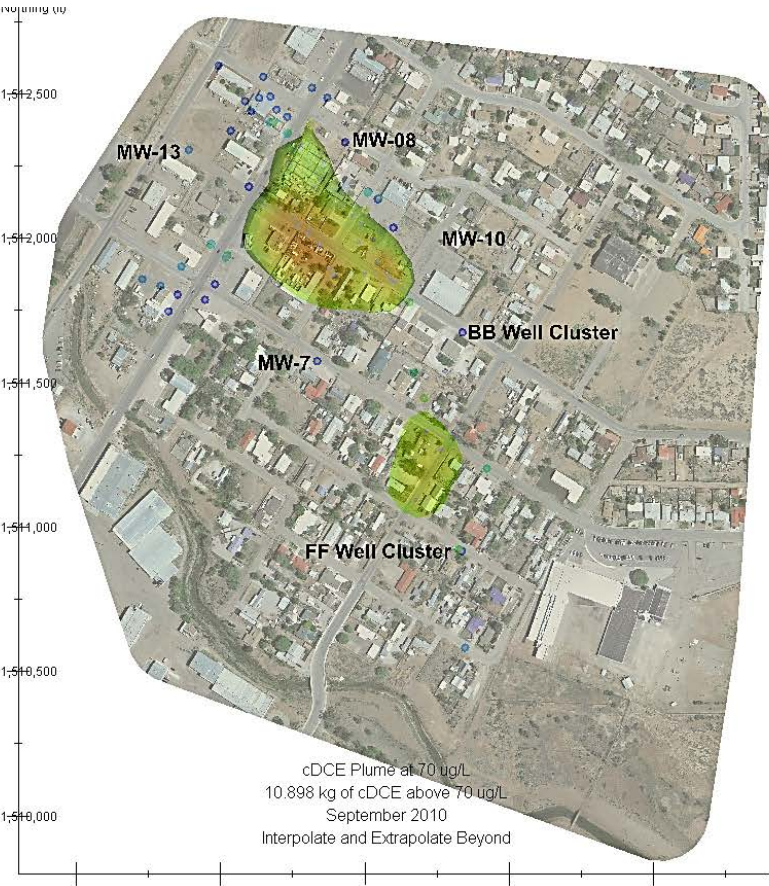 Northing (ft)
1,512,500
MW-08
MW-13
1,512,000
MW-10
BB Well Cluster
MW-7
1,511,500
1,511,000
FF Well Cluster
1,510,500
cDCE Plume at 70 ug/L
10.898 kg of cDCE above 70 ug/L
1,510,000
September 2010
Interpolate and Extrapolate Beyond